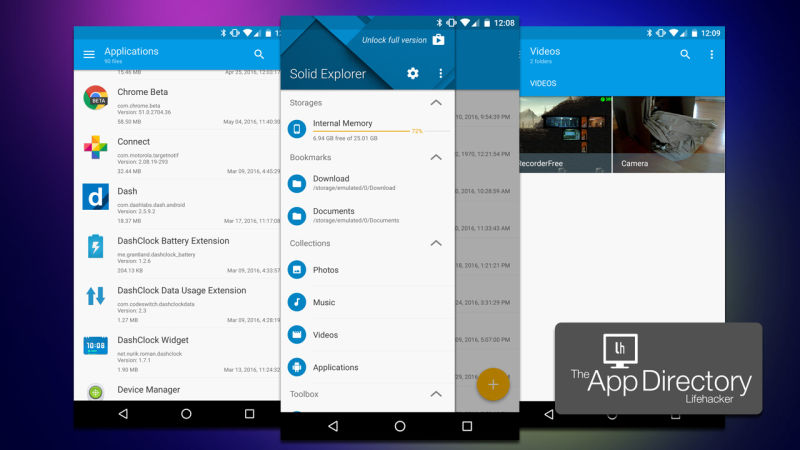 Applications
90 files
15.46 MB Apr 25, 2016, 12:03:17
Chrome Beta
com.chrome.beta
Version: 51.0.2704.36
58.50 MB May 04, 2016, 11:40:30
Connect
com.motorola.targetnotif
Version: 2.08.19-293
32.44 MB Mar 09, 2016, 4:45:29
Dash
com.dashlabs.dash.android
Version: 2.5.9.2
18.37 MB Mar 17, 2016, 11:17:08
DashClock Battery Extension
me.grantland.dashclock_battery
Version: 1.2.6
204.13 KB Mar 09, 2016, 4:33:57
DashClock Data Usage Extension
com.codeswitch.dashclockdata
Version: 2.3
1.27 MB Mar 09, 2016, 4:28:19
10:08
DashClock Widget
net.nurik.roman.dashclock
Version: 1.7.1
1.90 MB Mar 13, 2016, 11:24:32
Device Manager
12:08
Unlock full version
Solid Explorer
Storages
Internal Memory
72%
6.94 GB free of 25.01 GB
Bookmarks
Download
/storage/emulated/0/Download
Documents
/storage/emulated/0/Documents
Collections
Photos
Music
Videos
Applications
Toolbox
10, 2016, 9:54:39 PM
, 1970, 12:21:54 PM
0, 2016, 10:28:59 AM
0, 2016, 11:33:43 AM
18, 2016, 1:21:21 PM
24, 2016, 3:31:29 PM
09, 2016, 5:07:00 PM
29, 2016,
12:09
Videos
2 folders
VIDEOS
RecorderFree
Camera
lh
The App Directory
Lifehacker